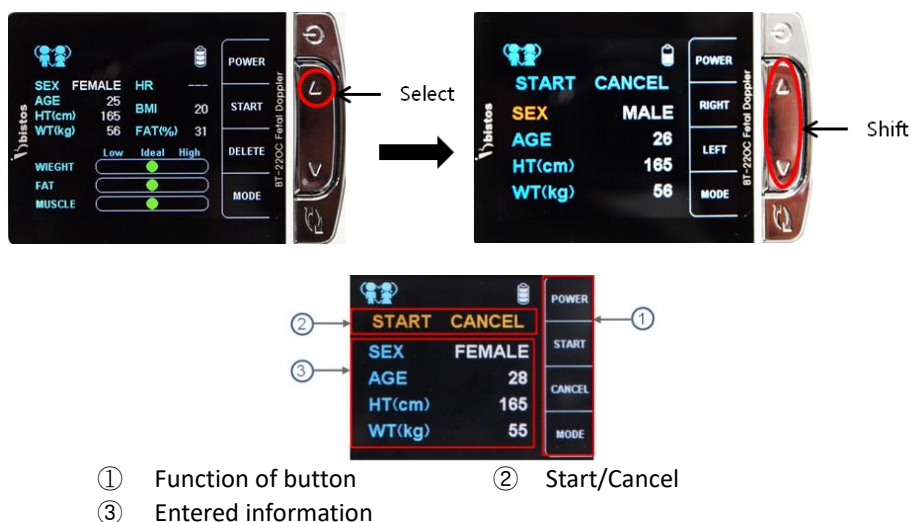 POWER
SEX FEMALE HR ---
AGE 25
BMI 20
START
HT(cm) 165
WT(kg) 56 FAT(%) 31
Low Ideal High
DELETE
WIEGHT
FAT
MODE
MUSCLE
bistos
BT-220C Fetal Doppler
Select
POWER
START CANCEL
SEX MALE
RIGHT
AGE 26
LEFT
HT(cm) 165
WT(kg) 56
MODE
bistos
BT-220C Fetal Doppler
Shift
POWER
② START CANCEL ①
③ SEX FEMALE START
AGE 28
CANCEL
HT(cm) 165
WT(kg) 55 MODE
① Function of button ② Start/Cancel
③ Entered information